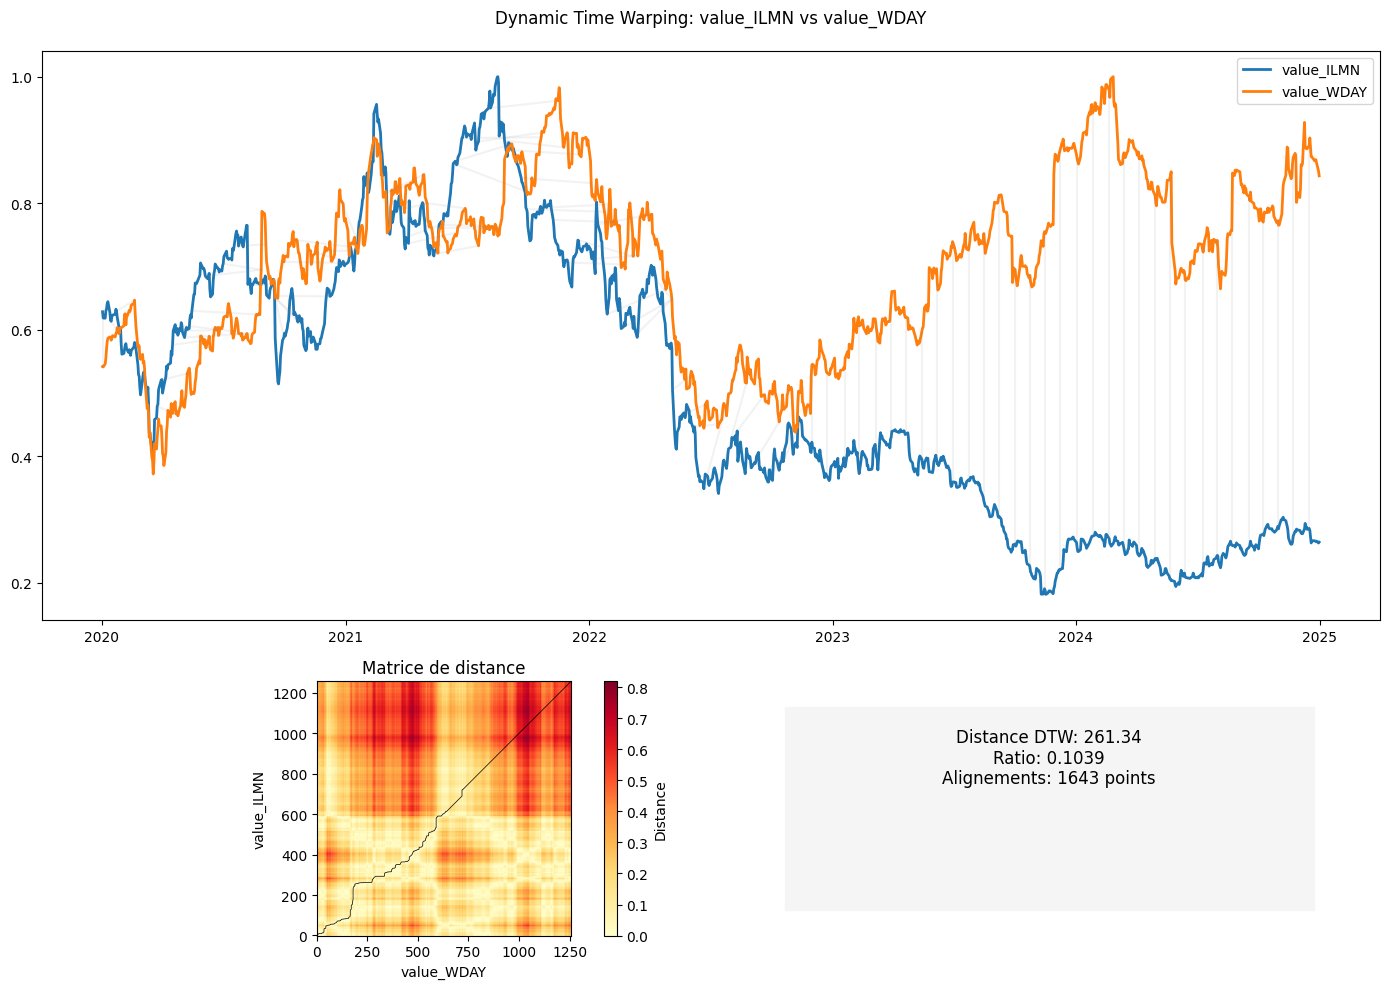 Dynamic Time Warping: value_ILMN vs value_WDAY
value_ILMN
value_WDAY
1.0
0.8
0.6
0.4
0.2
2020 2021 2022 2023 2024 2025
Matrice de distance
value_ILMN
1200
1000
800
600
400
200
0
0 250 500 750 1000 1250
value_WDAY
0.8
0.7
0.6
0.5
0.4
0.3
0.2
0.1
0.0
Distance
Distance DTW: 261.34
Ratio: 0.1039
Alignements: 1643 points